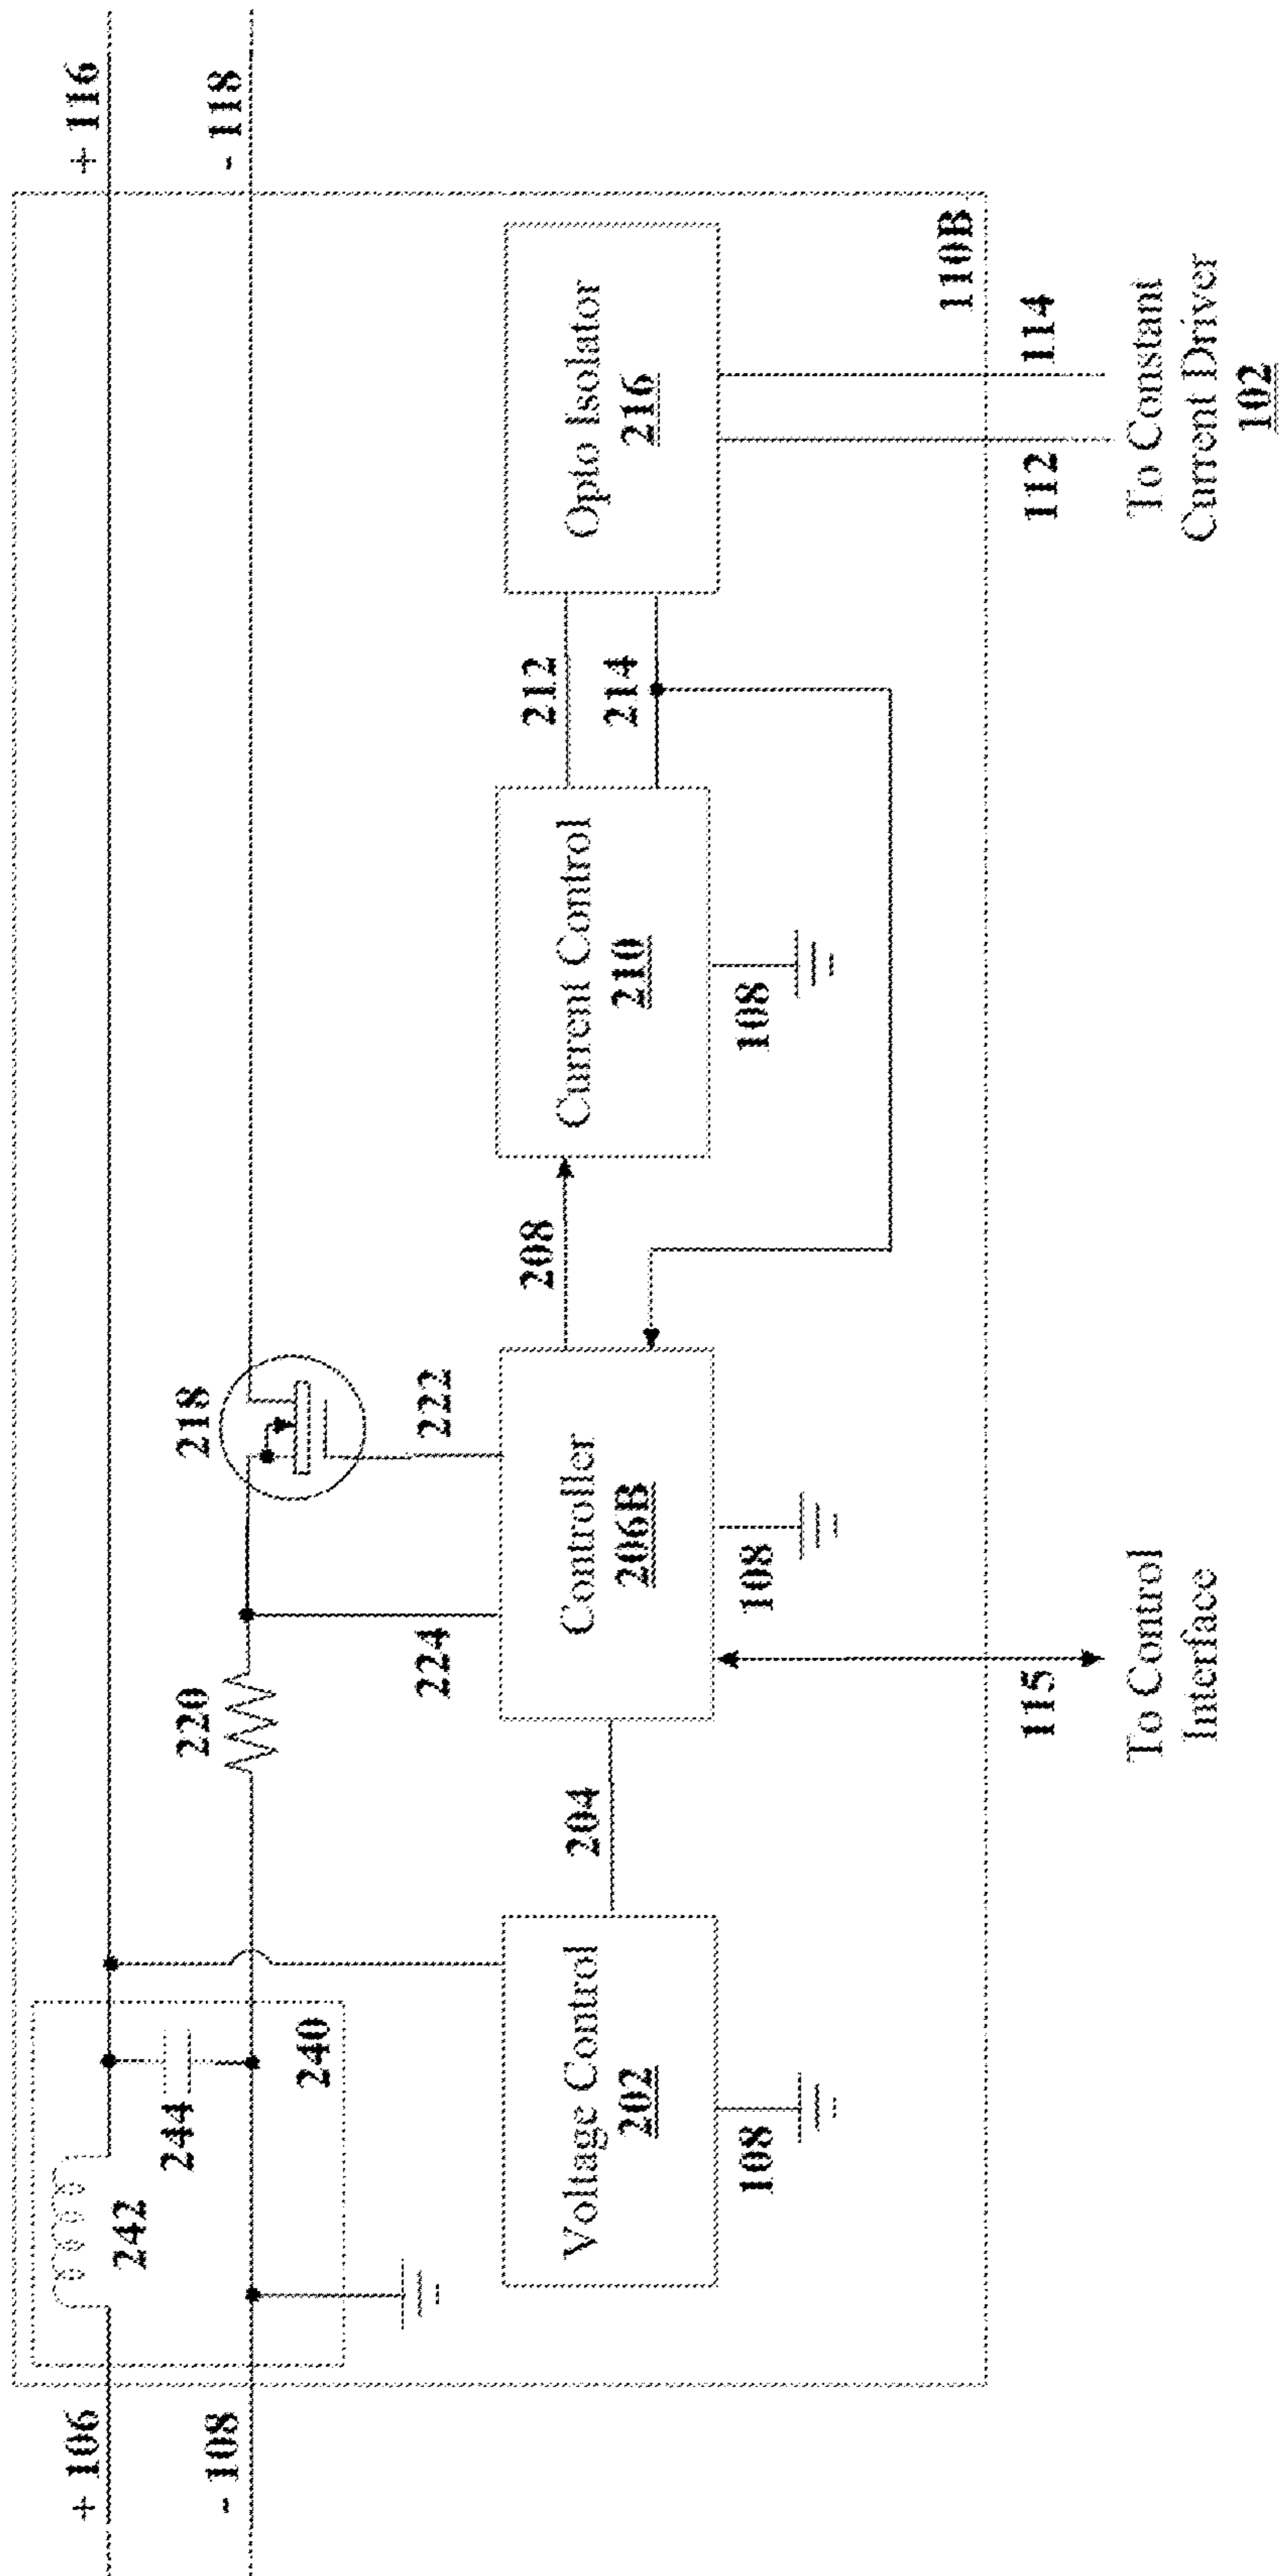 + 106
- 108
+ 116
- 118
242
244
240
220
218
224
222
Voltage Control
202
108
204
Controller
206B
108
208
Current Control
210
108
212
214
Opto Isolator
216
110B
115
To Control
Interface
112
114
To Constant
Current Driver
102